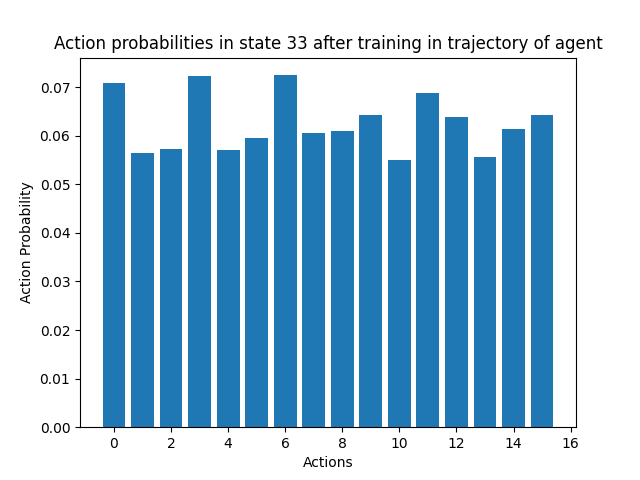 Action probabilities in state 33 after training in trajectory of agent
0.07
0.06
0.05
0.04
0.03
0.02
0.01
0.00
Action Probability
0 2 4 6 8 10 12 14 16
Actions